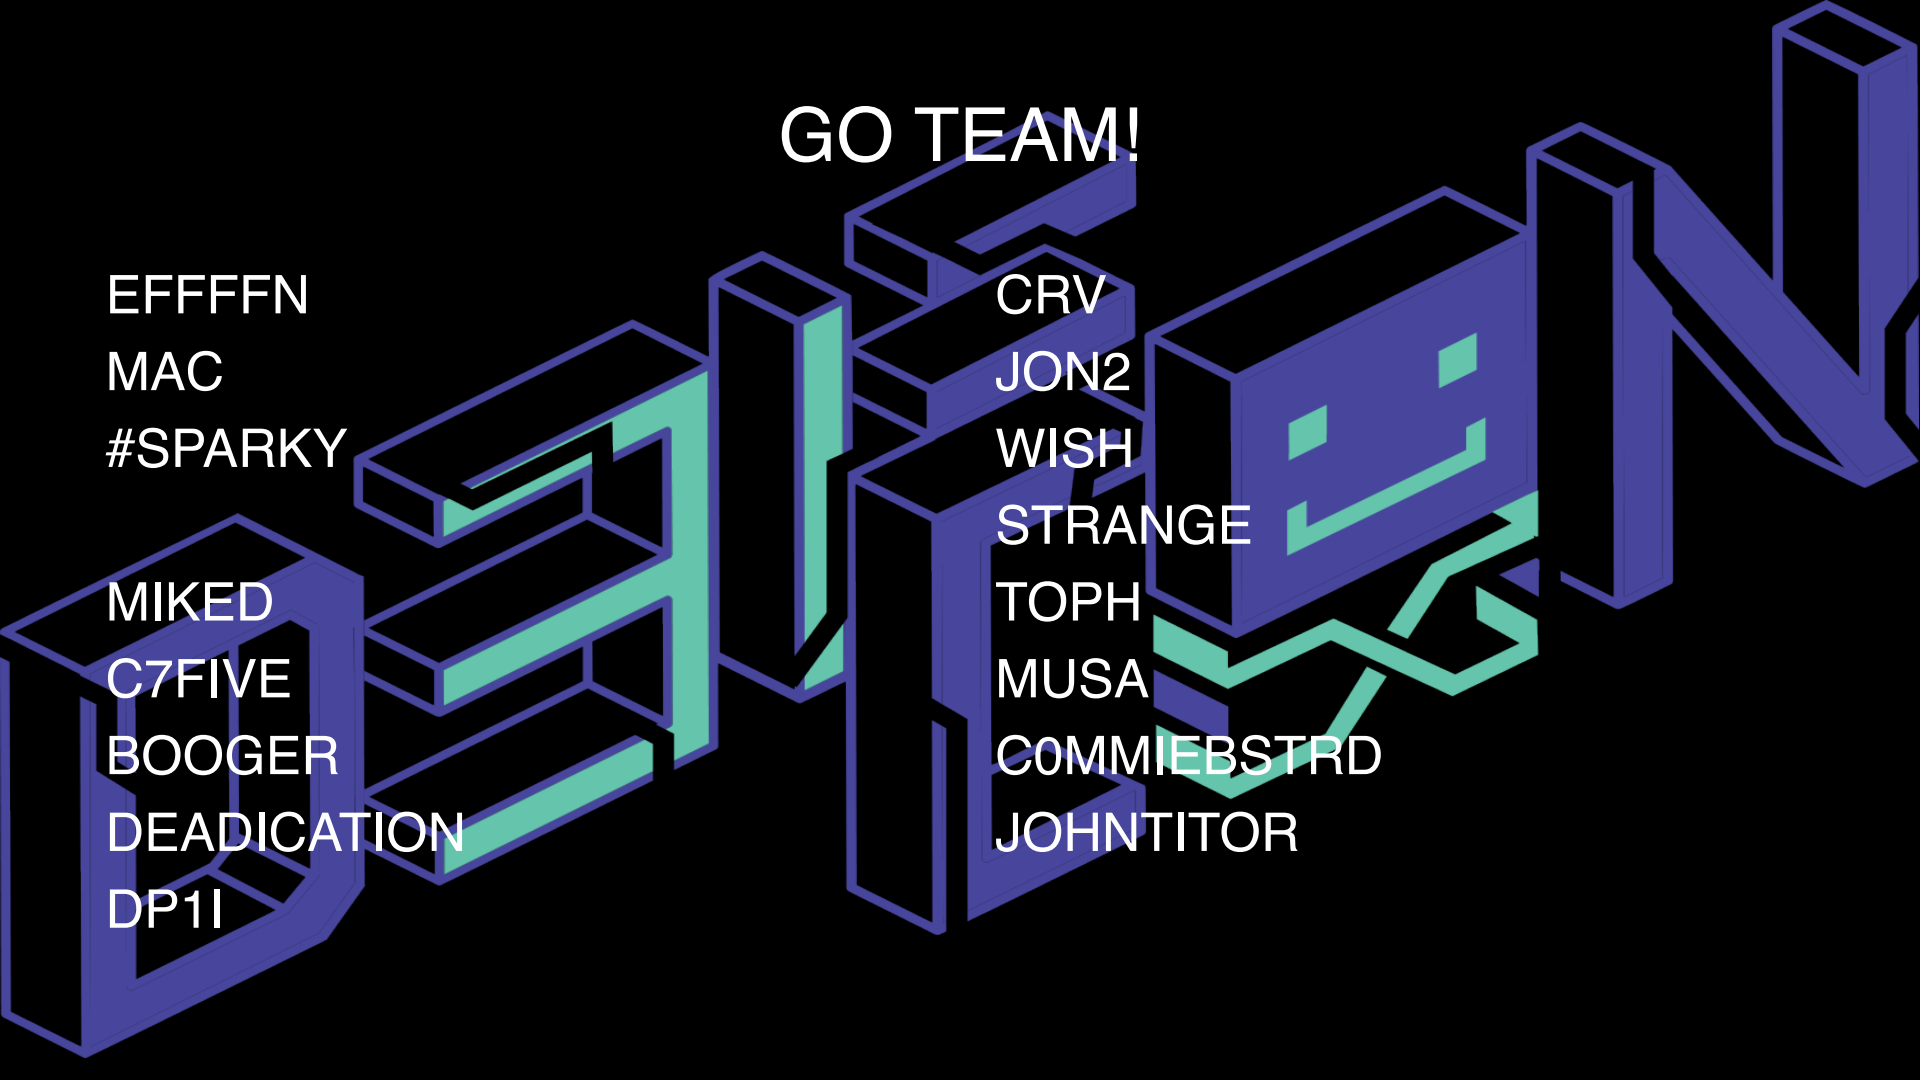 GO TEAM!
EFFFFN
MAC
#SPARKY
MIKED
C7FIVE
BOOGER
DEADICATION
DP1I
CRV
JON2
WISH
STRANGE
TOPH
MUSA
C0MMIEBSTRD
JOHNTITOR